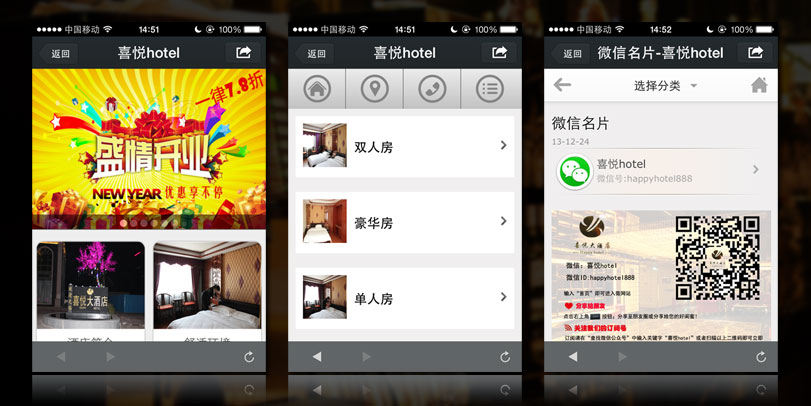 中国移动 14:51 100%
返回 喜悦hotel
一律7.8折
盛情开业
NEW YEAR 优惠享不停
喜悦大酒店
酒店简介 舒适环境
中国移动 14:51 100%
返回 喜悦hotel
双人房
豪华房
单人房
中国移动 14:52 100%
返回 微信名片-喜悦hotel
选择分类
微信名片
13-12-24
喜悦hotel
微信号:happyhotel888
喜悦大酒店
微信：喜悦hotel
微信ID:happyhotel888
输入“首页”即可进入微网站
分享给朋友
点击右上角 按钮，分享至朋友圈或分享给您的好闺蜜！
关注我们的订阅号
订阅请在“查找微信公众号”中输入关键字“喜悦hotel”或者扫描以上二维码即可立即